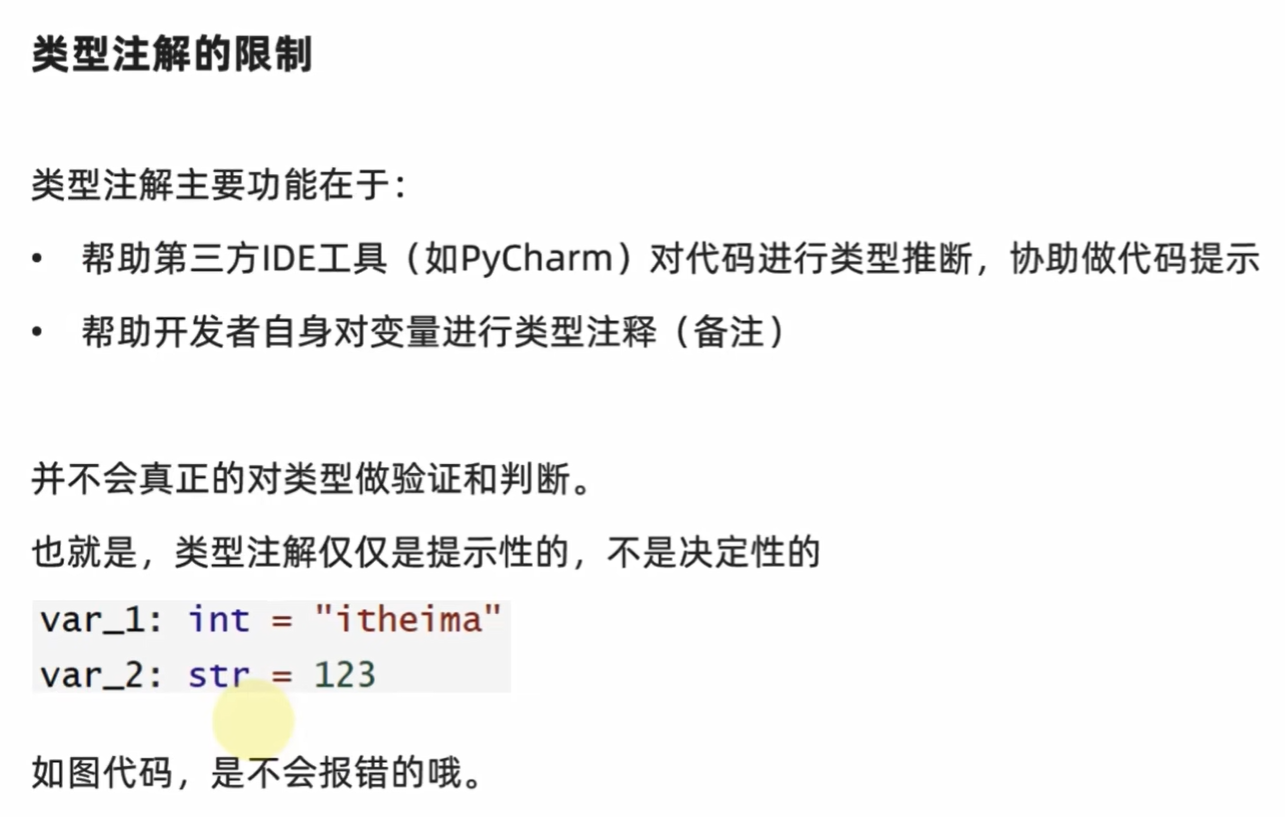 类型注解的限制
类型注解主要功能在于：
• 帮助第三方IDE工具（如PyCharm）对代码进行类型推断，协助做代码提示
• 帮助开发者自身对变量进行类型注释（备注）
并不会真正的对类型做验证和判断。
也就是，类型注解仅仅是提示性的，不是决定性的
var_1: int = "itheima"
var_2: str = 123
如图代码，是不会报错的哦。